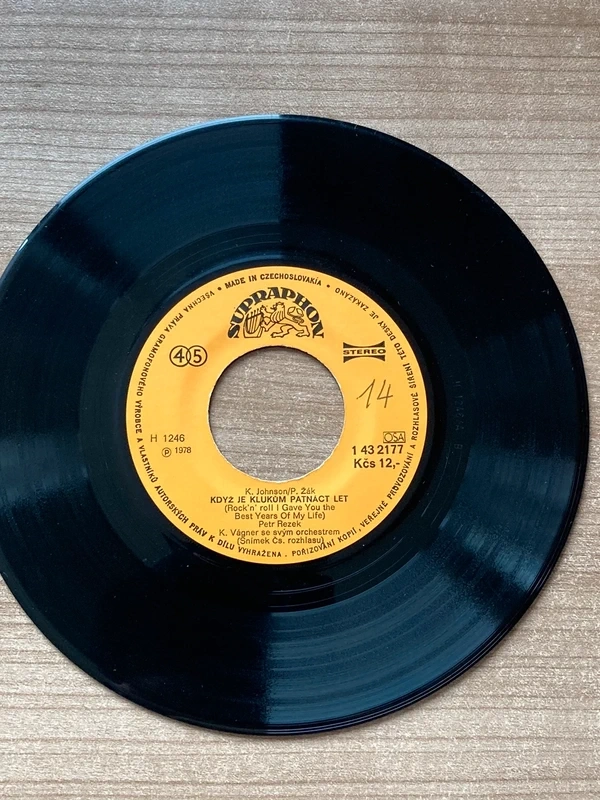 VŠECHNA PRÁVA GRAMOFONOVÉHO VÝROBCE A VLASTNÍKŮ AUTORSKÝCH PRÁV K DÍLU VYHRAŽENA. POŘIZOVÁNÍ KOPIÍ, VEŘEJNÉ PROVOZOVÁNÍ A ROZHLASOVÉ ŠÍŘENÍ TÉTO DESKY JE ZAKÁZÁNO • MADE IN CZECHOSLOVAKIA •
SUPRAPHON
45
STEREO
14
H 1246
OSA
℗ 1978
1 43 2177
Kčs 12,-
K. Johnson/P. Žák
KDYŽ JE KLUKŮM PATNÁCT LET
(Rock'n' roll I Gave You the
Best Years Of My Life)
Petr Rezek
K. Vágner se svým orchestrem
(Snímek Čs. rozhlasu)